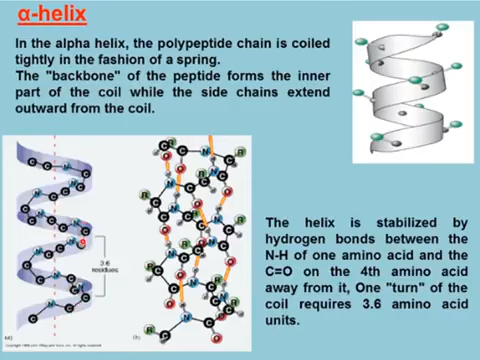 α-helix
In the alpha helix, the polypeptide chain is coiled
tightly in the fashion of a spring.
The "backbone" of the peptide forms the inner
part of the coil while the side chains extend
outward from the coil.
3.6
residues
(b)
The helix is stabilized by
hydrogen bonds between the
N-H of one amino acid and the
C=O on the 4th amino acid
away from it, One "turn" of the
coil requires 3.6 amino acid
units.